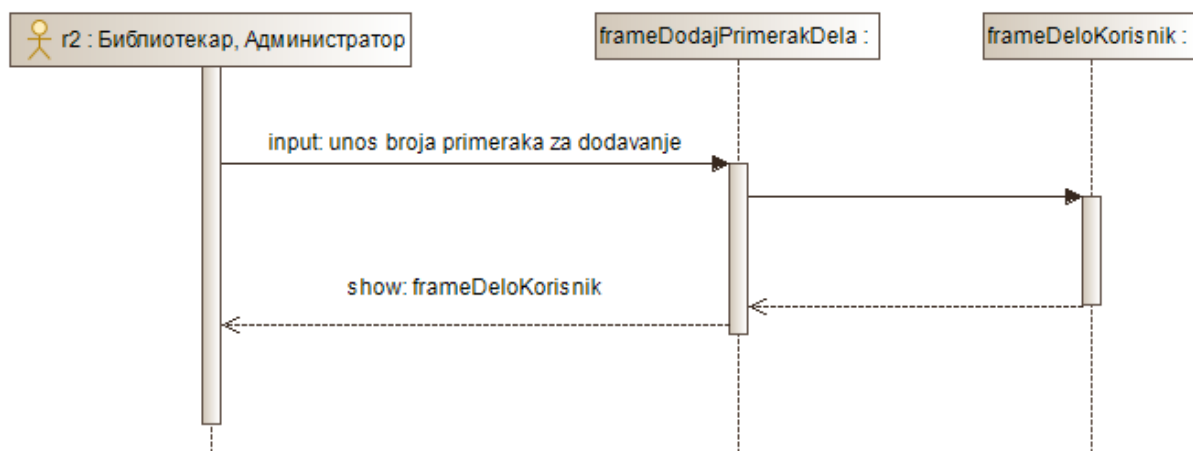 r2 : Библиотекар, Администратор
frameDodajPrimerakDela :
frameDeloKorisnik :
input: unos broja primeraka za dodavanje
show: frameDeloKorisnik